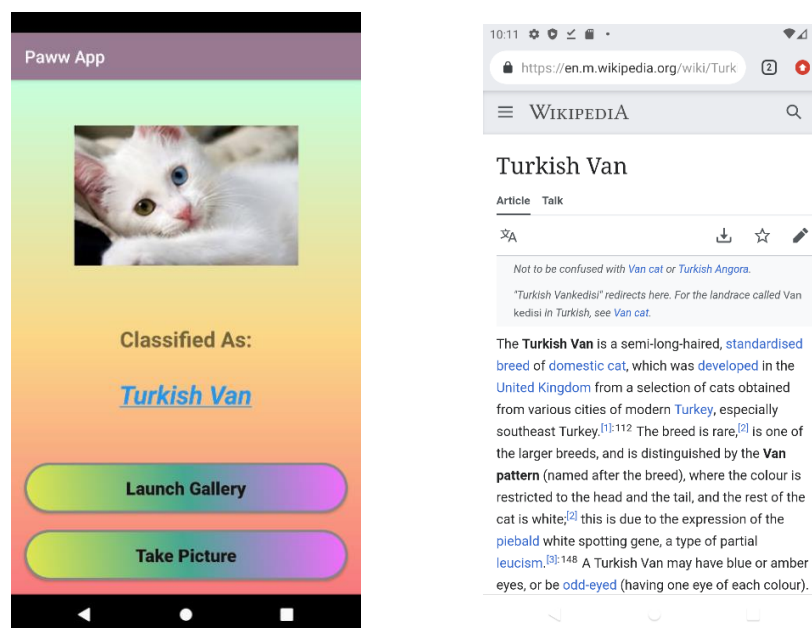 Paww App
Classified As:
Turkish Van
Launch Gallery
Take Picture
10:11
https://en.m.wikipedia.org/wiki/Turk
2
WIKIPEDIA
Turkish Van
Article Talk
Not to be confused with Van cat or Turkish Angora.
"Turkish Vankedisi" redirects here. For the landrace called Van
kedisi in Turkish, see Van cat.
The Turkish Van is a semi-long-haired, standardised
breed of domestic cat, which was developed in the
United Kingdom from a selection of cats obtained
from various cities of modern Turkey, especially
southeast Turkey.[1]:112 The breed is rare,[2] is one of
the larger breeds, and is distinguished by the Van
pattern (named after the breed), where the colour is
restricted to the head and the tail, and the rest of the
cat is white;[2] this is due to the expression of the
piebald white spotting gene, a type of partial
leucism.[3]:148 A Turkish Van may have blue or amber
eyes, or be odd-eyed (having one eye of each colour).